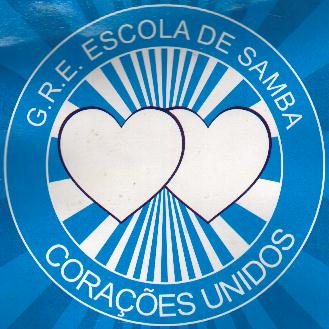 G.R.E. ESCOLA DE SAMBA
CORAÇÕES UNIDOS